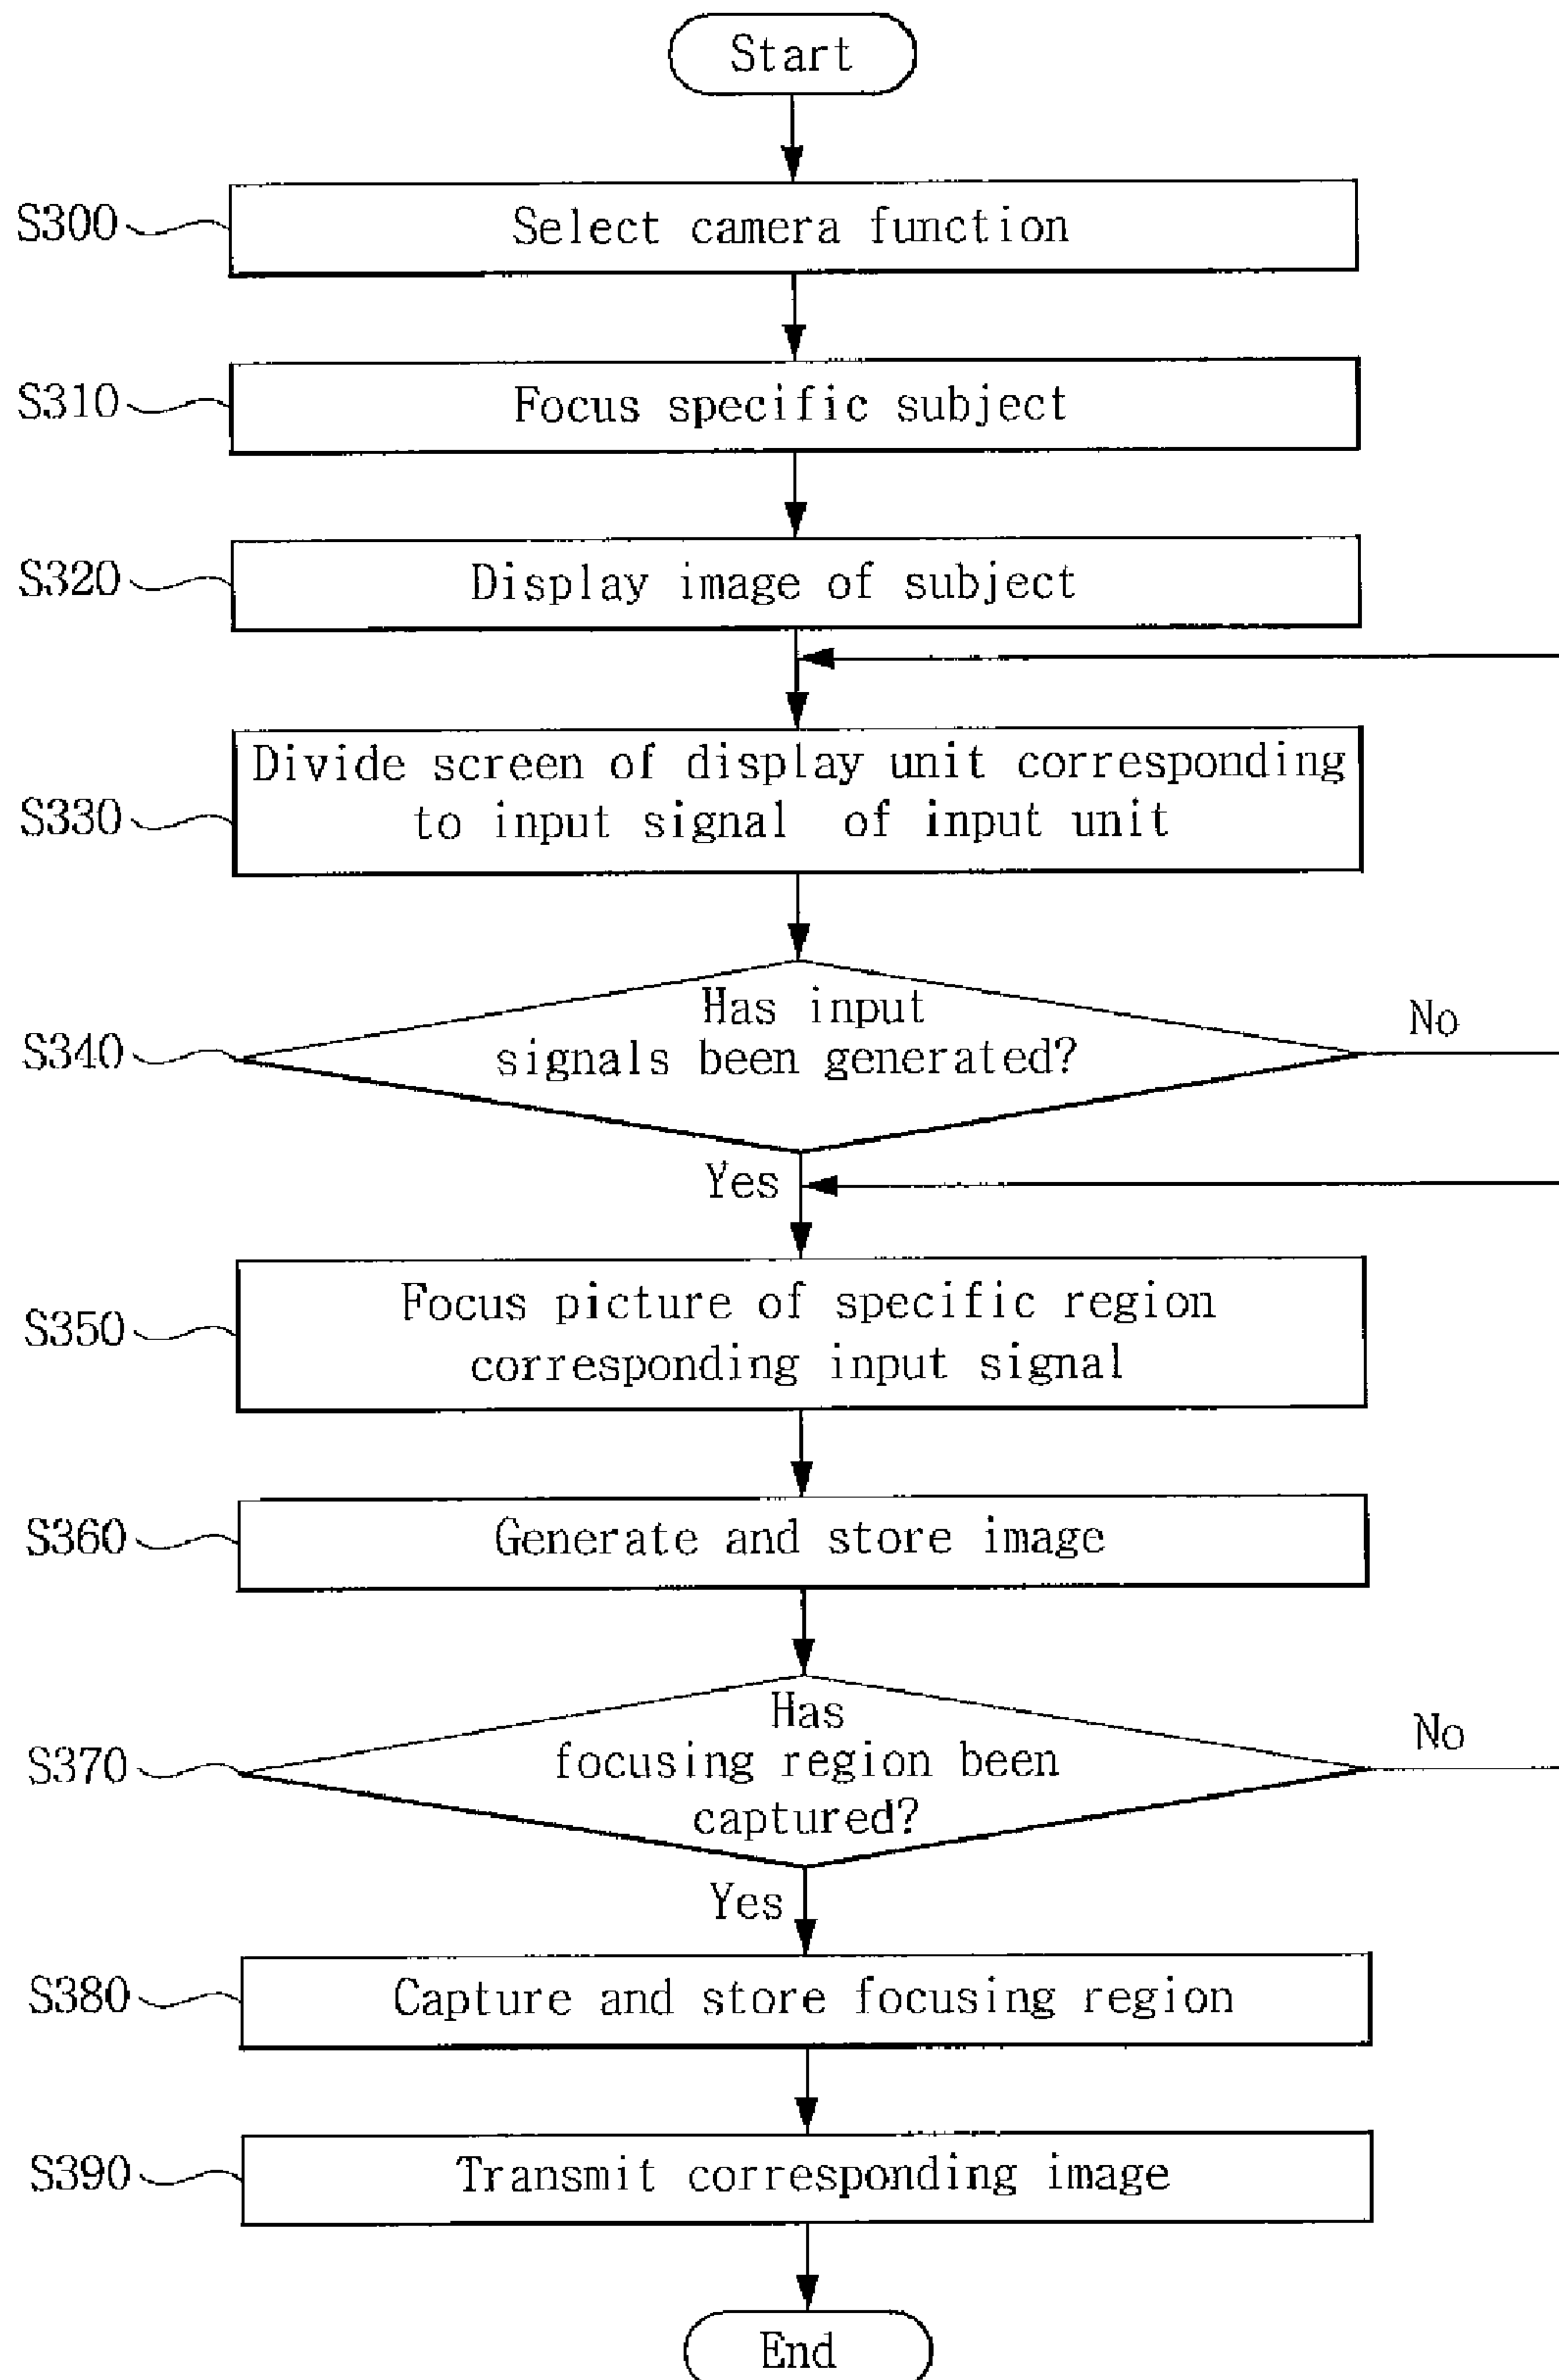 Start
S300
Select camera function
S310
Focus specific subject
S320
Display image of subject
S330
Divide screen of display unit corresponding
to input signal of input unit
S340
Has input
signals been generated?
No
Yes
S350
Focus picture of specific region
corresponding input signal
S360
Generate and store image
S370
Has
focusing region been
captured?
No
Yes
S380
Capture and store focusing region
S390
Transmit corresponding image
End